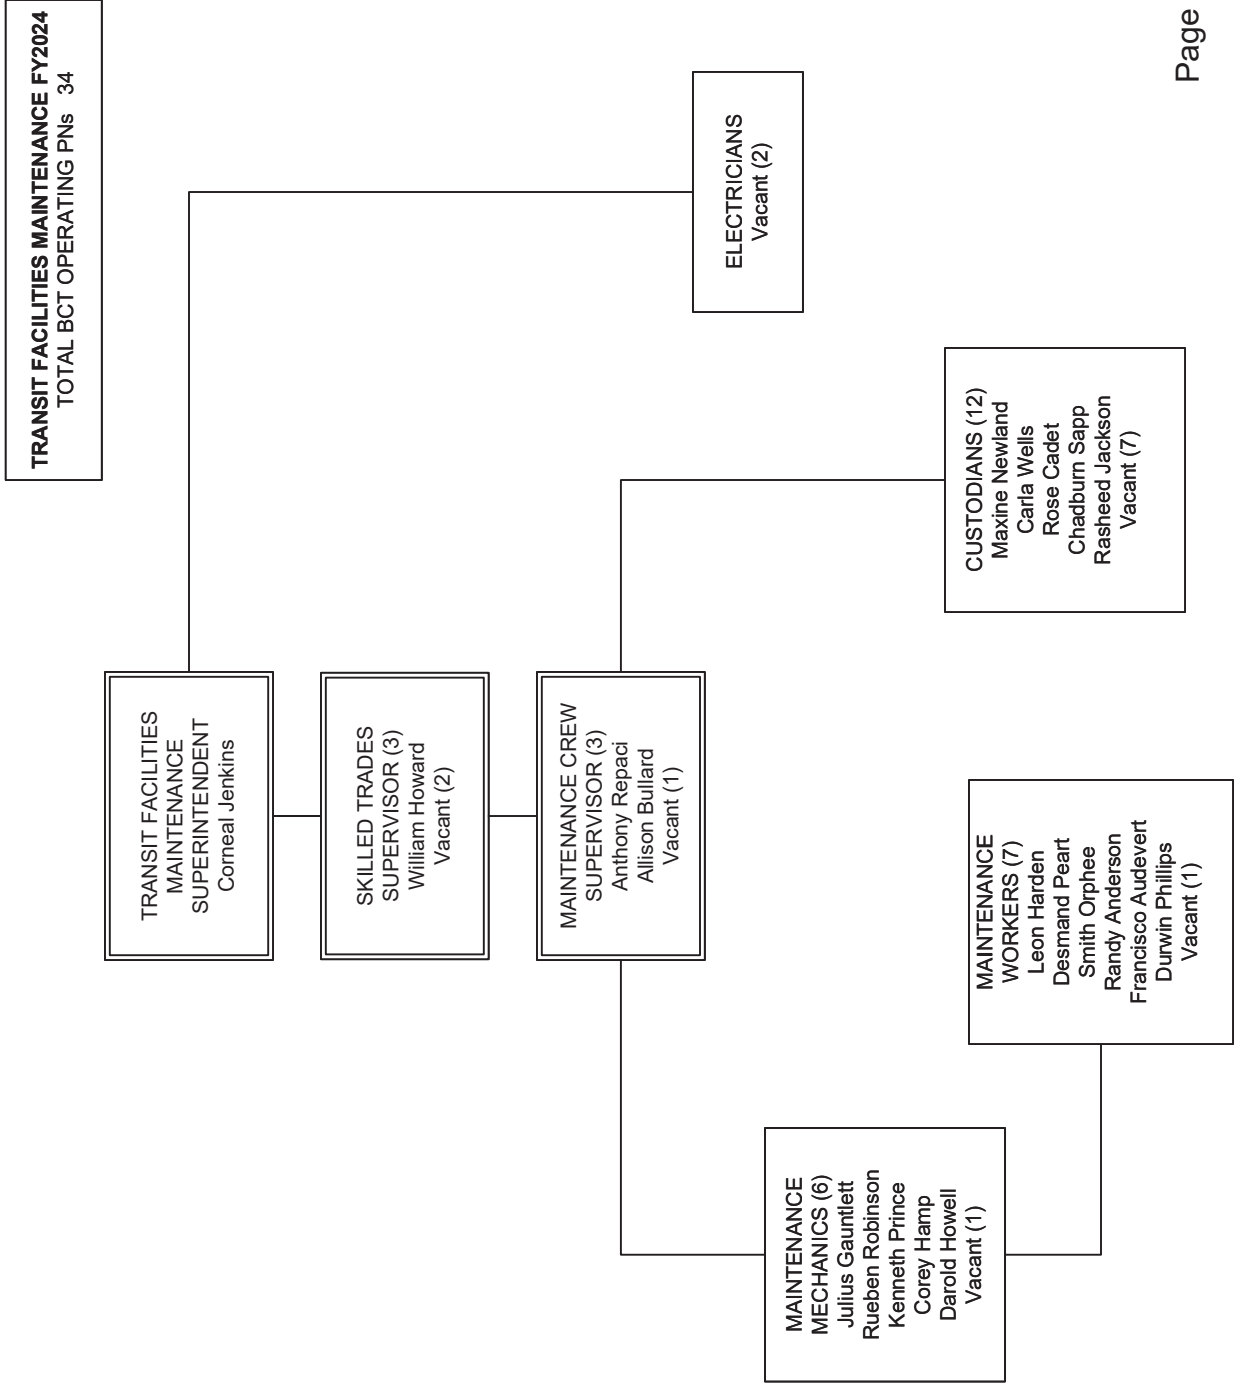 TRANSIT FACILITIES MAINTENANCE FY2024
TOTAL BCT OPERATING PNs 34
TRANSIT FACILITIES
MAINTENANCE
SUPERINTENDENT
Corneal Jenkins
SKILLED TRADES
SUPERVISOR (3)
William Howard
Vacant (2)
MAINTENANCE CREW
SUPERVISOR (3)
Anthony Repaci
Allison Bullard
Vacant (1)
ELECTRICIANS
Vacant (2)
MAINTENANCE
MECHANICS (6)
Julius Gauntlett
Rueben Robinson
Kenneth Prince
Corey Hamp
Darold Howell
Vacant (1)
MAINTENANCE
WORKERS (7)
Leon Harden
Desmand Peart
Smith Orphee
Randy Anderson
Francisco Audevert
Durwin Phillips
Vacant (1)
CUSTODIANS (12)
Maxine Newland
Carla Wells
Rose Cadet
Chadburn Sapp
Rasheed Jackson
Vacant (7)
Page